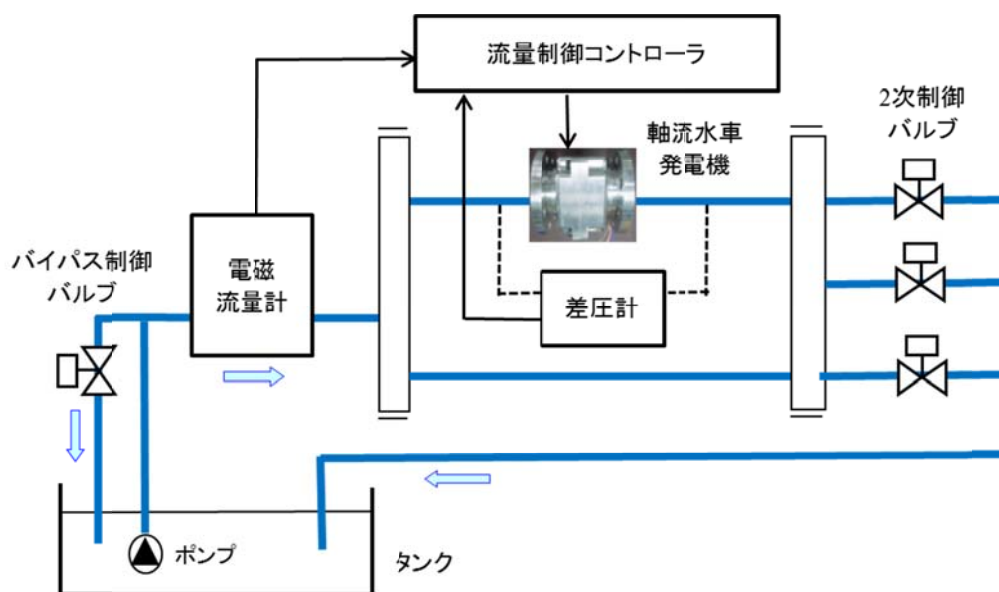 流量制御コントローラ
2次制御
バルブ
軸流水車
発電機
バイパス制御
バルブ
電磁
流量計
差圧計
ポンプ
タンク